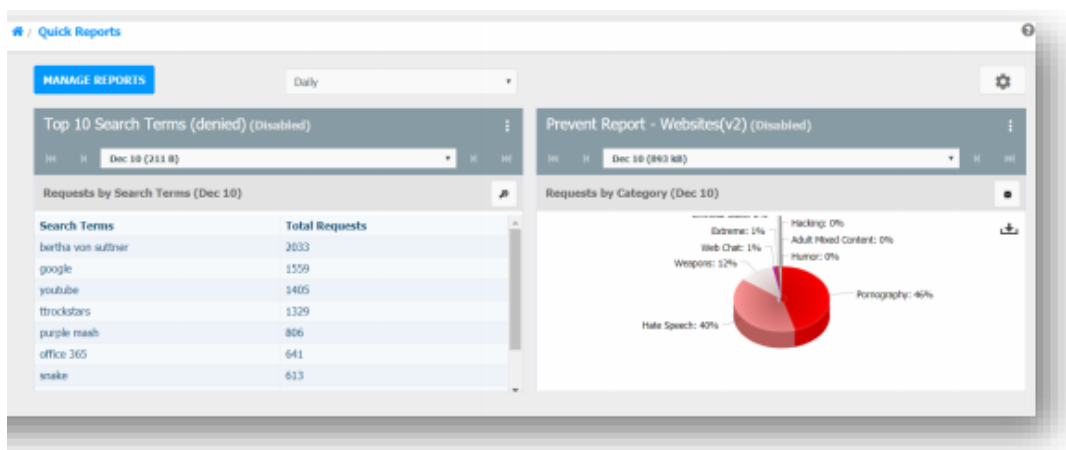 / Quick Reports
MANAGE REPORTS
Daily
Top 10 Search Terms (denied) (Disabled)
Dec 10 (211 B)
Requests by Search Terms (Dec 10)
Search Terms Total Requests
bertha von suttner 2033
google 1559
youtube 1405
ttrockstars 1329
purple mash 806
office 365 641
snake 613
Prevent Report - Websites(v2) (Disabled)
Dec 10 (893 kB)
Requests by Category (Dec 10)
Extreme: 1%
Web Chat: 1%
Weapons: 12%
Hate Speech: 40%
Hacking: 0%
Adult Mixed Content: 0%
Humor: 0%
Pornography: 46%